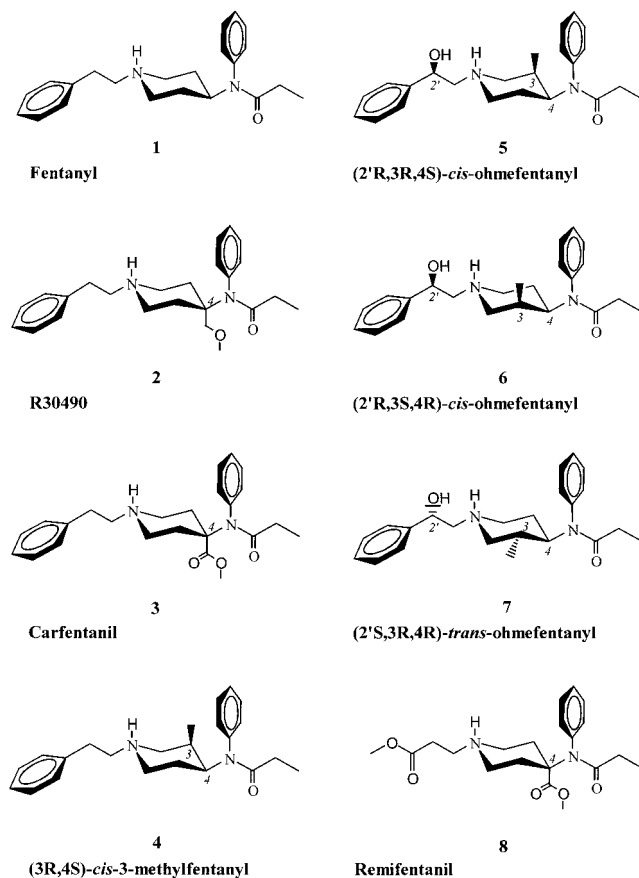 H
N
N
O
1
Fentanyl
H
N
4'
N
O
O
2
R30490
H
N
4'
N
O
O
O
3
Carfentanil
H
N
3
4
N
O
4
(3R,4S)-cis-3-methylfentanyl
OH
H
2'
N
3
4
N
O
5
(2'R,3R,4S)-cis-ohmefentanyl
OH
H
2'
N
3
4
N
O
6
(2'R,3S,4R)-cis-ohmefentanyl
OH
H
2'
N
3
4
N
O
7
(2'S,3R,4R)-trans-ohmefentanyl
H
O
N
4
N
O
O
O
O
8
Remifentanil